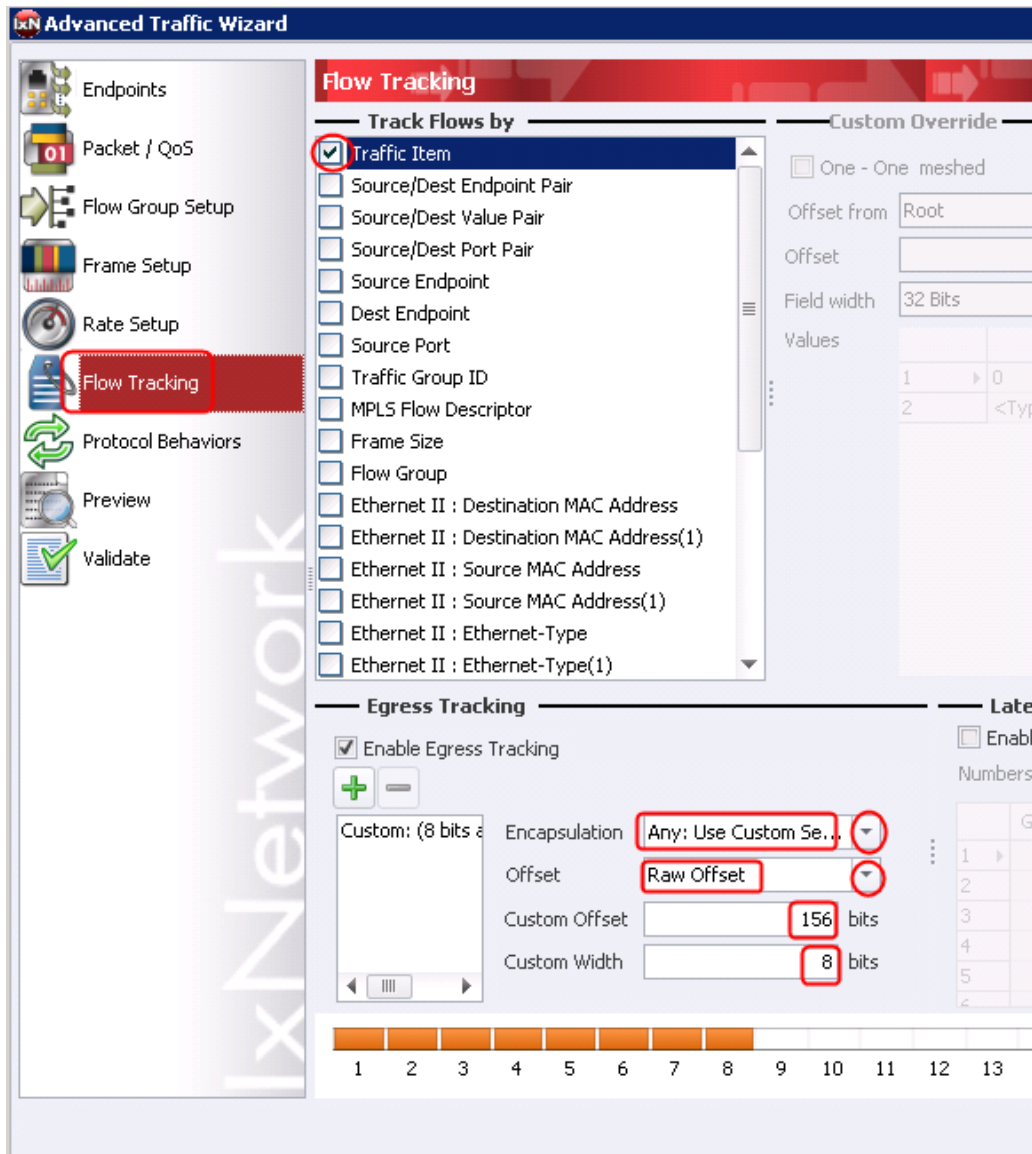 IxN Advanced Traffic Wizard
Endpoints
Packet / QoS
Flow Group Setup
Frame Setup
Rate Setup
Flow Tracking
Protocol Behaviors
Preview
Validate
IxNetwork
Flow Tracking
Track Flows by
Traffic Item
Source/Dest Endpoint Pair
Source/Dest Value Pair
Source/Dest Port Pair
Source Endpoint
Dest Endpoint
Source Port
Traffic Group ID
MPLS Flow Descriptor
Frame Size
Flow Group
Ethernet II : Destination MAC Address
Ethernet II : Destination MAC Address(1)
Ethernet II : Source MAC Address
Ethernet II : Source MAC Address(1)
Ethernet II : Ethernet-Type
Ethernet II : Ethernet-Type(1)
Custom Override
One - One meshed
Offset from Root
Offset
Field width 32 Bits
Values
1 0
2 <Typ
Egress Tracking
Enable Egress Tracking
Custom: (8 bits a
Encapsulation Any: Use Custom Se...
Offset Raw Offset
Custom Offset 156 bits
Custom Width 8 bits
Late
Enabl
Numbers
G
1
2
3
4
5
1 2 3 4 5 6 7 8 9 10 11 12 13